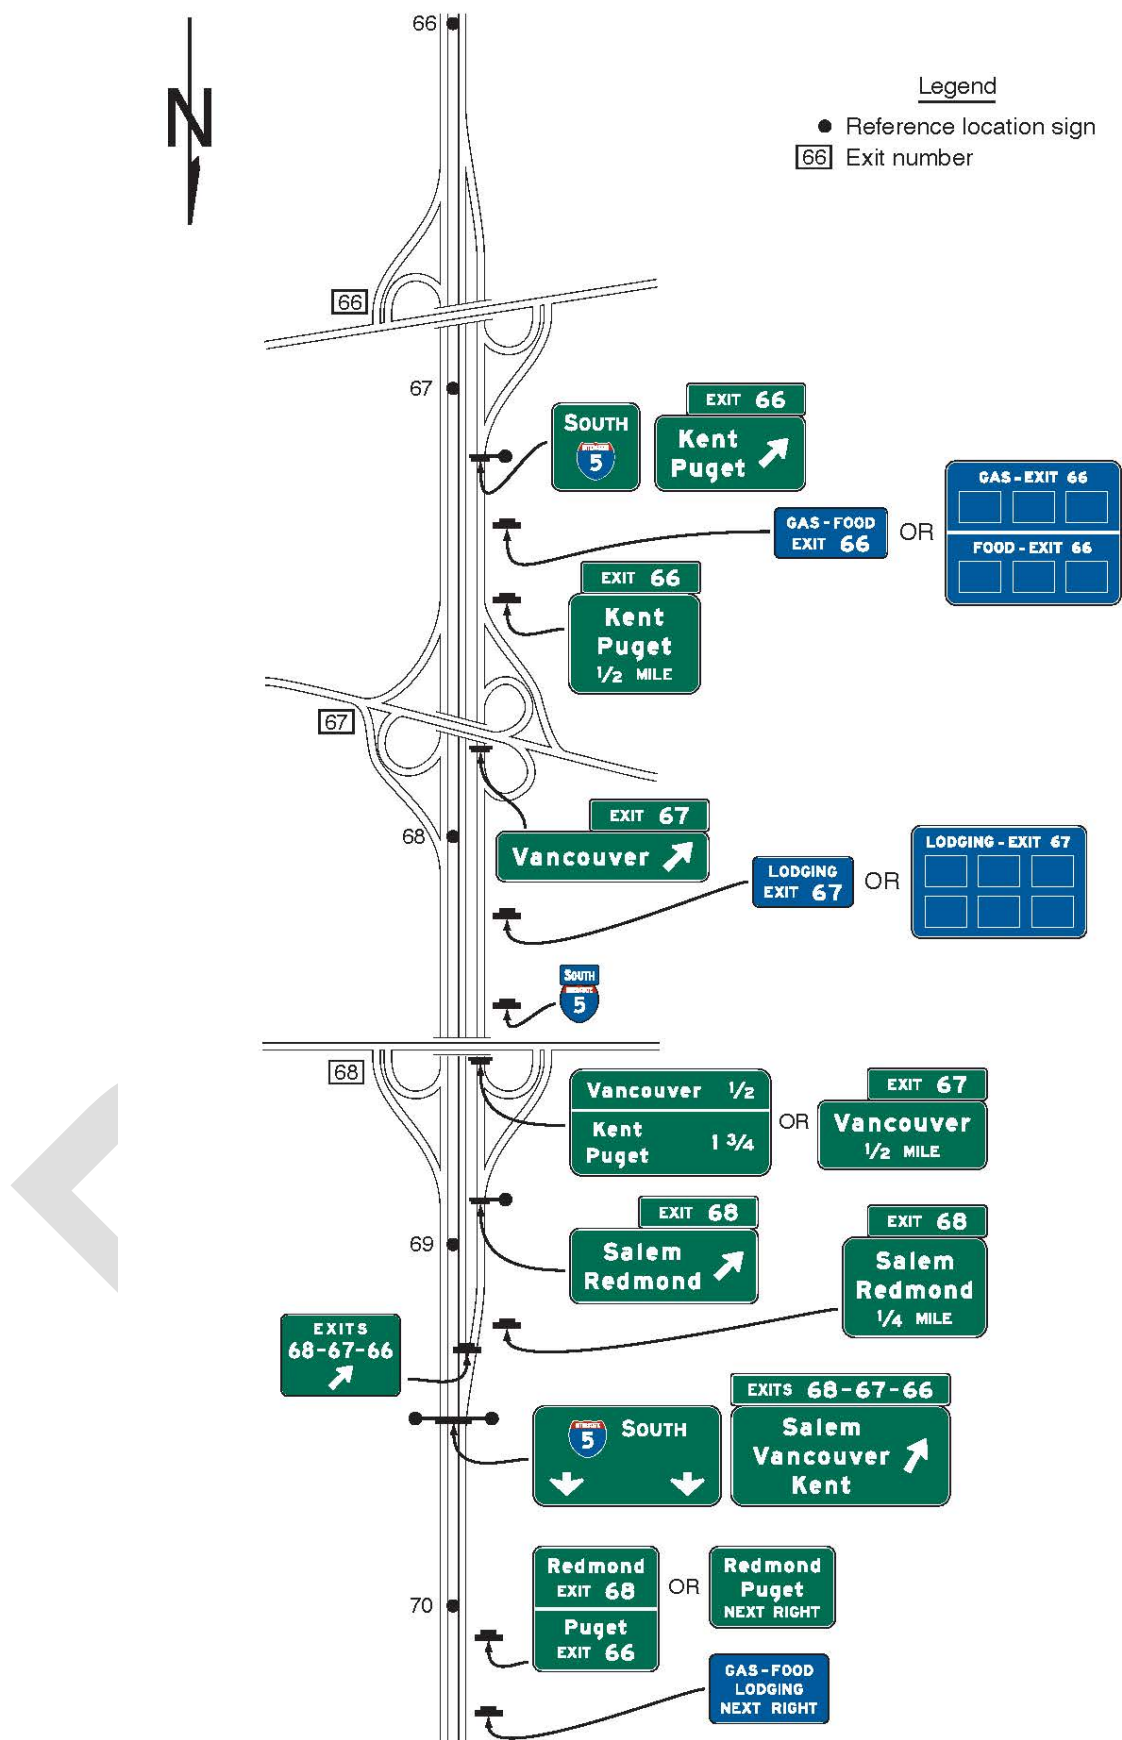 66
N
Legend
Reference location sign
66 Exit number
66
67
EXIT 66
SOUTH
5
Kent
Puget
GAS-EXIT 66
GAS-FOOD
EXIT 66
OR
FOOD-EXIT 66
EXIT 66
Kent
Puget
1/2 MILE
67
EXIT 67
68
Vancouver
LODGING-EXIT 67
LODGING
EXIT 67
OR
SOUTH
5
68
Vancouver 1/2
Kent
Puget 1 3/4
OR
EXIT 67
Vancouver
1/2 MILE
EXIT 68
Salem
Redmond
69
EXIT 68
Salem
Redmond
1/4 MILE
EXITS
68-67-66
EXITS 68-67-66
5 SOUTH
Salem
Vancouver
Kent
Redmond
EXIT 68
Puget
EXIT 66
OR
Redmond
Puget
NEXT RIGHT
70
GAS-FOOD
LODGING
NEXT RIGHT